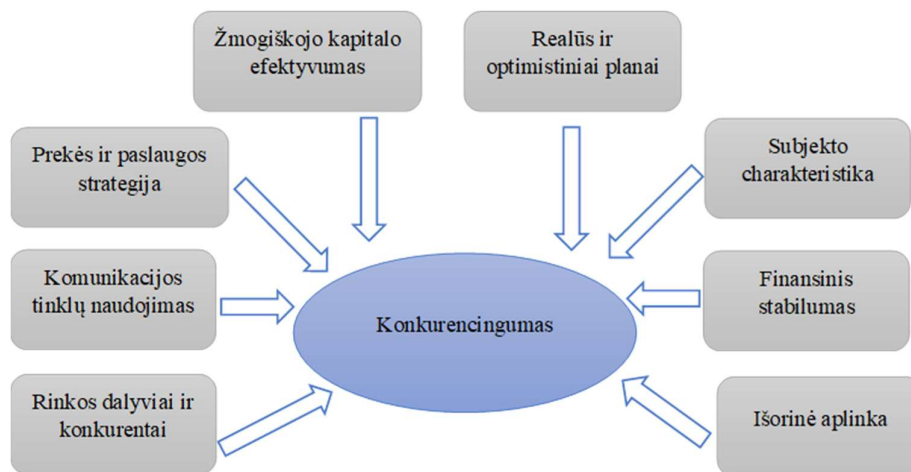 Žmogiškojo kapitalo
efektyvumas
Realūs ir
optimistiniai planai
Prekės ir paslaugos
strategija
Subjekto
charakteristika
Komunikacijos
tinklų naudojimas
Finansinis
stabilumas
Konkurencingumas
Rinkos dalyviai ir
konkurentai
Išorinė aplinka